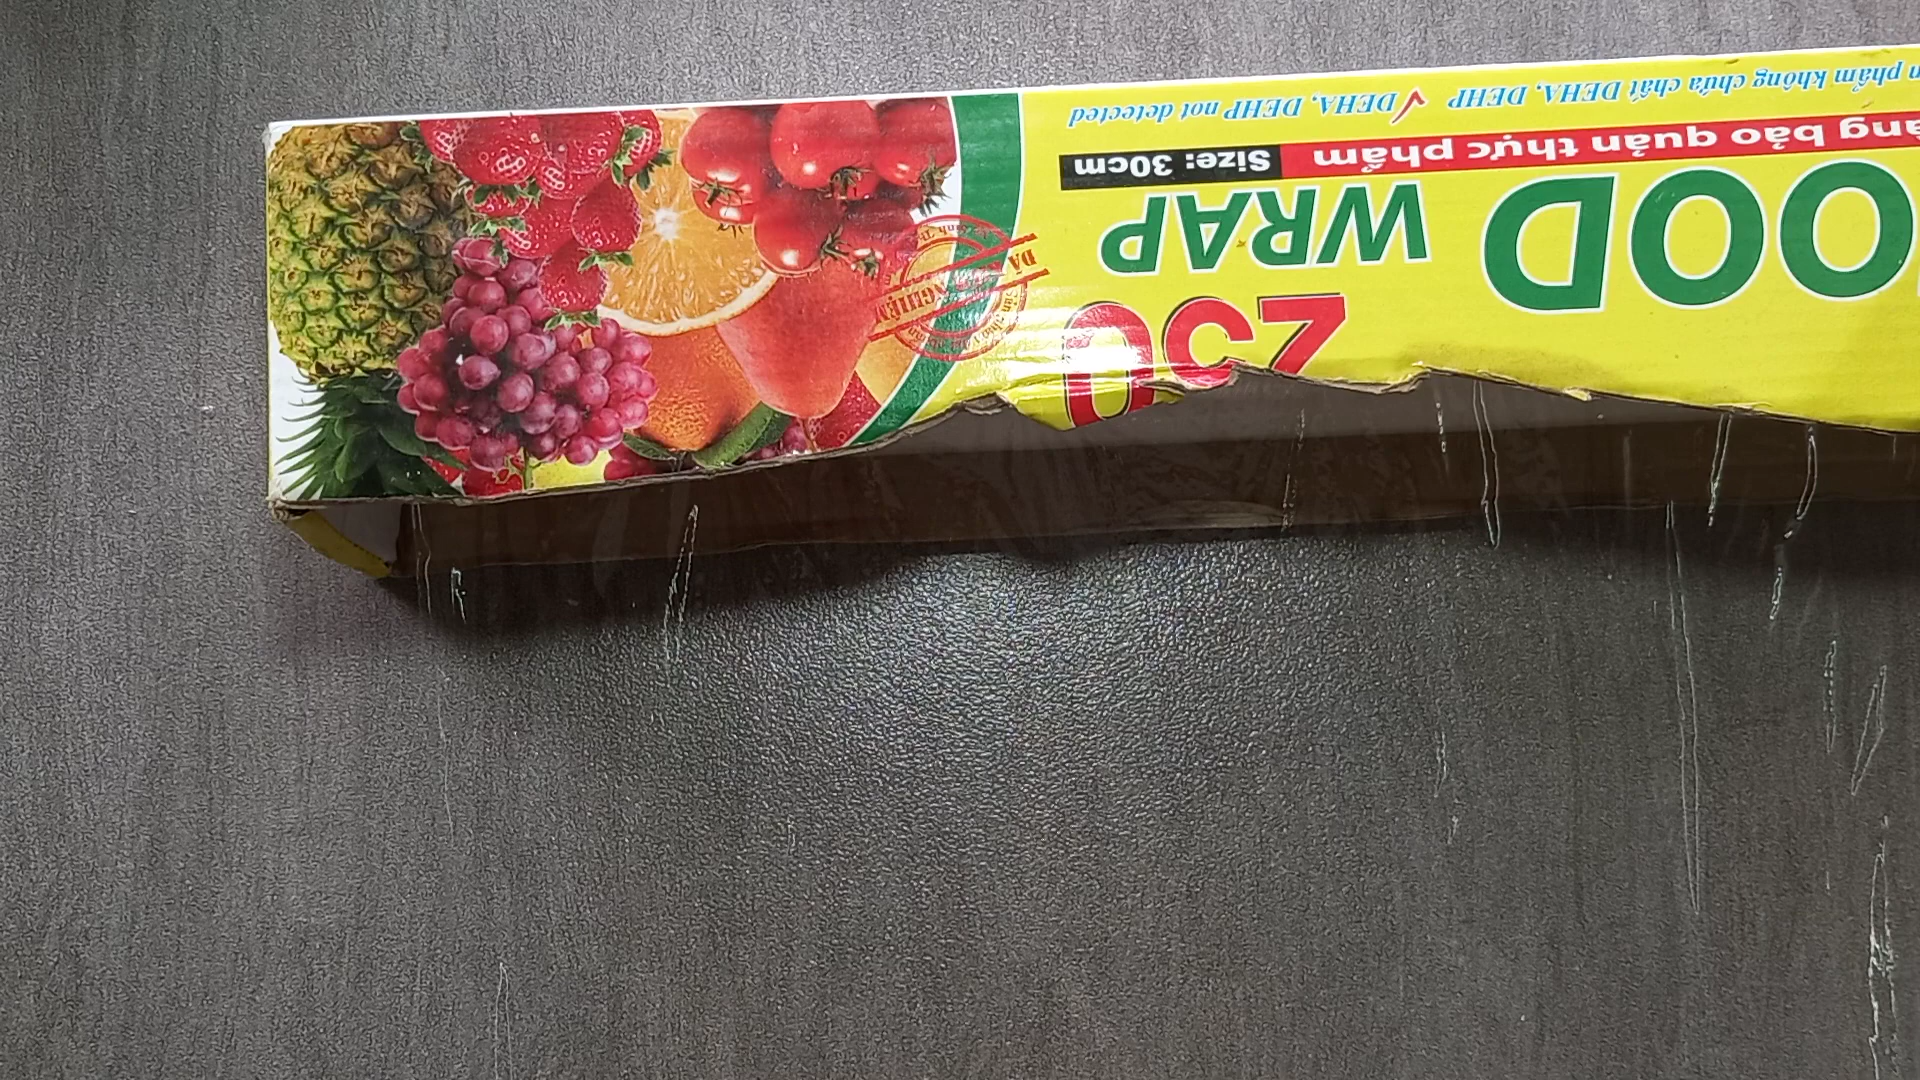 250
OOD WRAP
àng bảo quản thực phẩm Size: 30cm
phẩm không chứa chất DEHA, DEHP ✓ DEHA, DEHP not detected